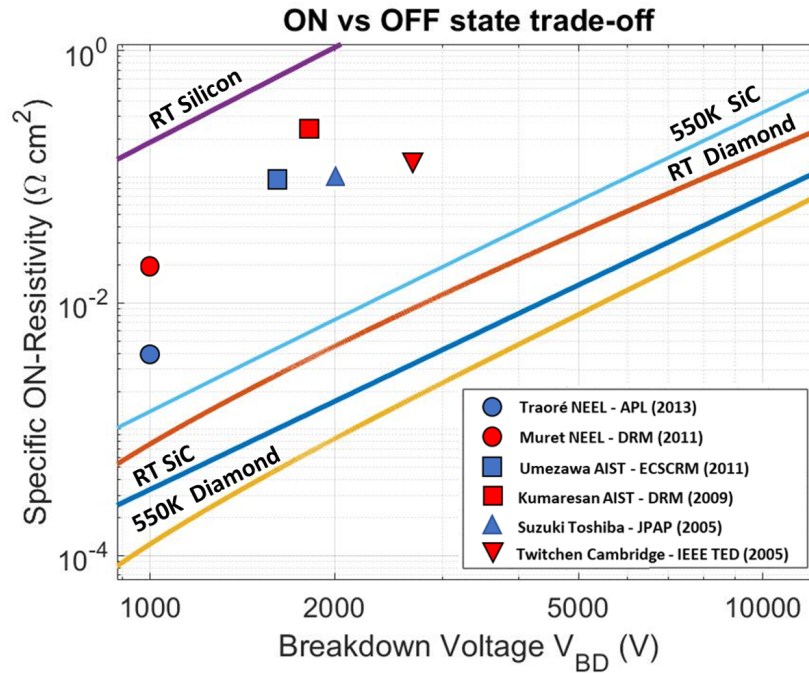 ON vs OFF state trade-off
10^0
10^-2
10^-4
Specific ON-Resistivity (Ω cm²)
RT Silicon
550K SiC
RT Diamond
RT SiC
550K Diamond
Traoré NEEL - APL (2013)
Muret NEEL - DRM (2011)
Umezawa AIST - ECSCRM (2011)
Kumaresan AIST - DRM (2009)
Suzuki Toshiba - JPAP (2005)
Twitchen Cambridge - IEEE TED (2005)
1000 2000 5000 10000
Breakdown Voltage V_BD (V)